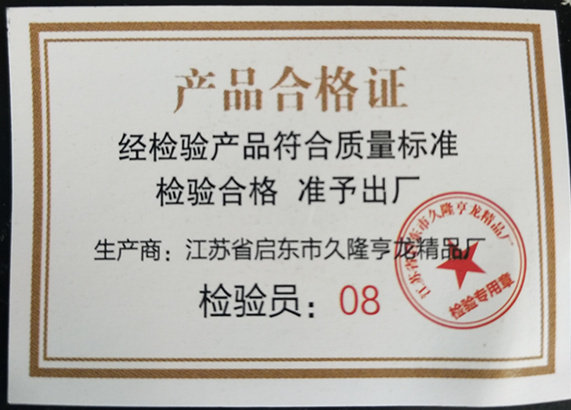 产品合格证
经检验产品符合质量标准
检验合格 准予出厂
生产商：江苏省启东市久隆亨龙精品厂
检验员：08
江苏省启东市久隆亨龙精品厂
检验专用章